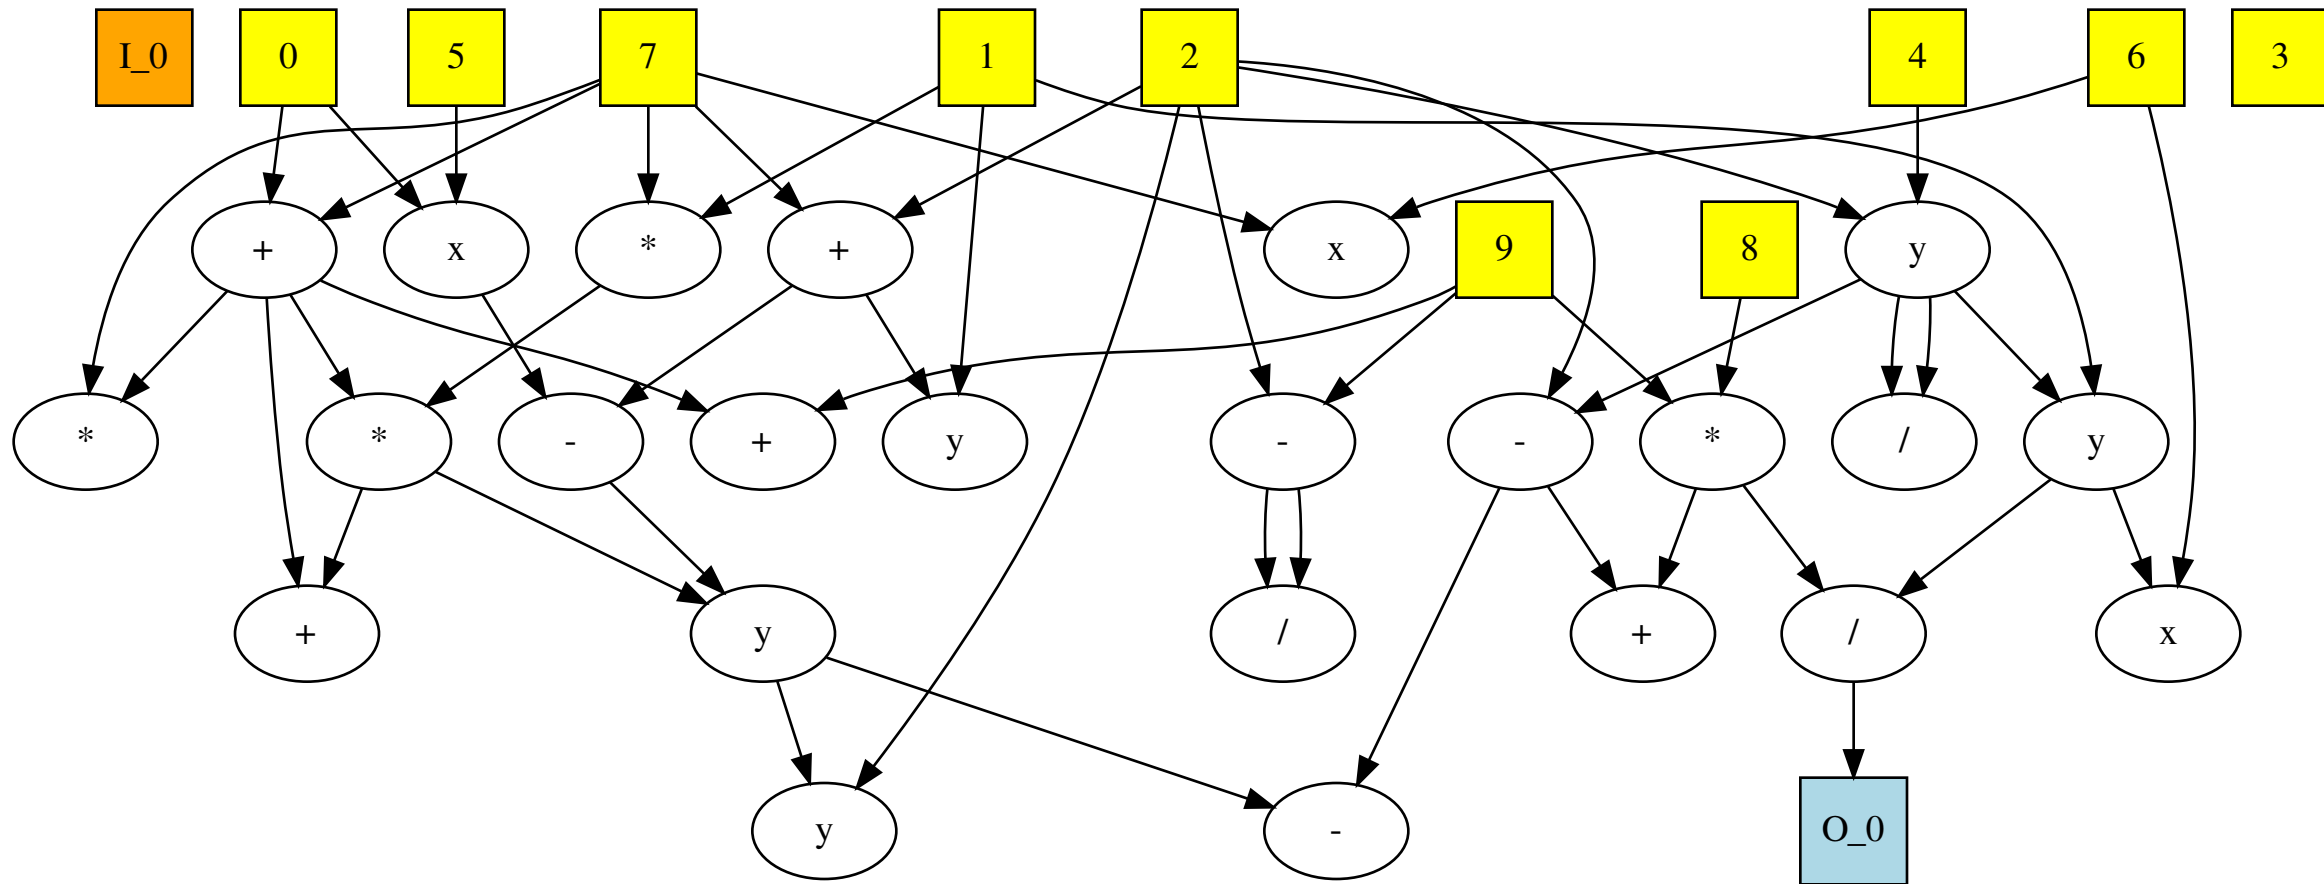 I_0 0 5 7 1 2 4 6 3
+ x * + x 9 8 y
* * - + y - - * / y
+ y / + / x
y - O_0